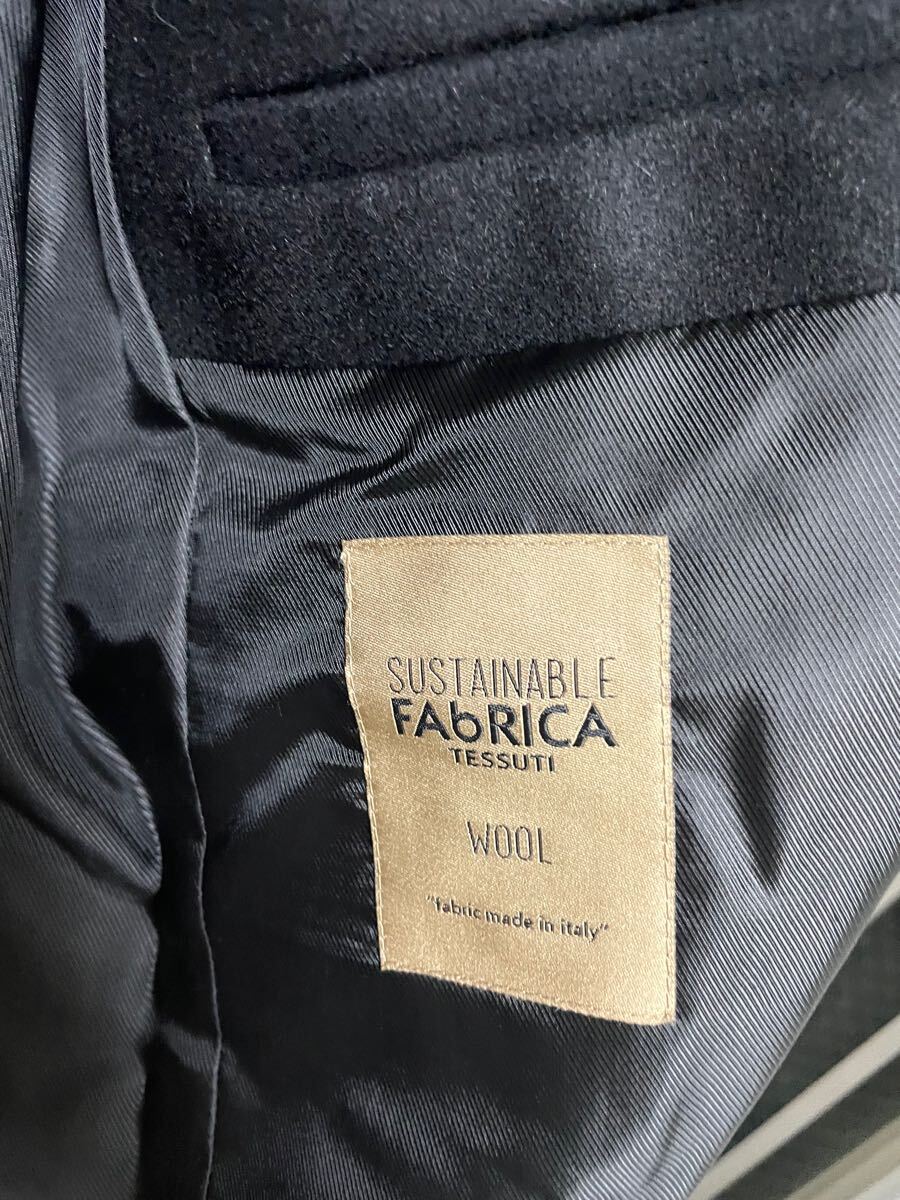 SUSTAINABLE
FAbRICA
TESSUTI
WOOL
"fabric made in italy"